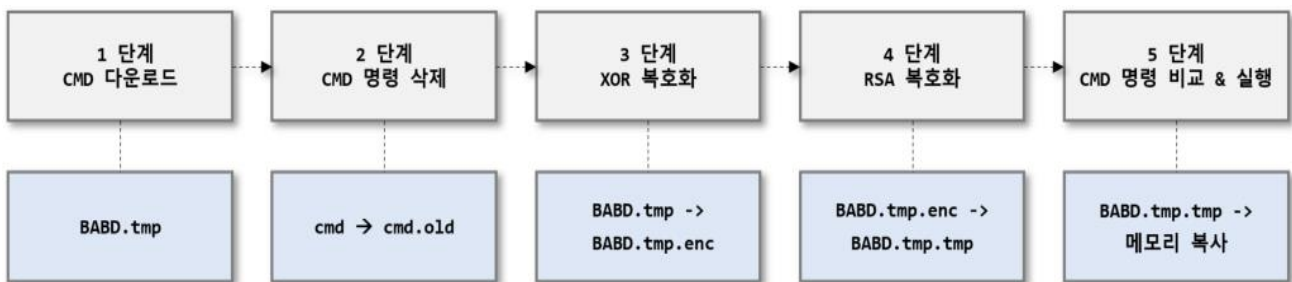 1 단계
CMD 다운로드
2 단계
CMD 명령 삭제
3 단계
XOR 복호화
4 단계
RSA 복호화
5 단계
CMD 명령 비교 & 실행
BABD.tmp
cmd → cmd.old
BABD.tmp ->
BABD.tmp.enc
BABD.tmp.enc ->
BABD.tmp.tmp
BABD.tmp.tmp ->
메모리 복사